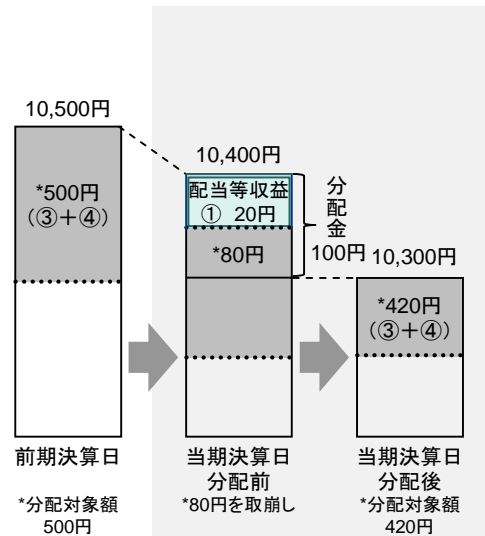 10,500円
*500円
(③+④)
前期決算日
*分配対象額
500円
10,400円
配当等収益
① 20円
*80円
分配金
100円
当期決算日
分配前
*80円を取崩し
10,300円
*420円
(③+④)
当期決算日
分配後
*分配対象額
420円